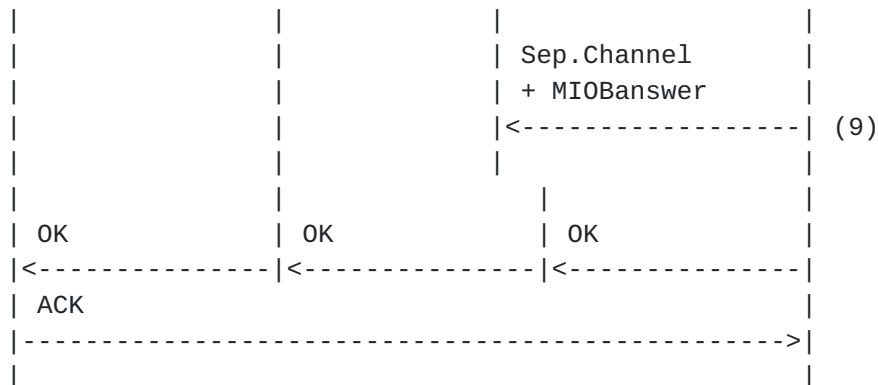 |                |             |                   |
|                |             | Sep.Channel       |
|                |             | + MIOBanswer      |
|                |             |<------------------| (9)
|                |             |                   |
|                |                |                |
| OK             | OK             | OK             |
|<---------------|<---------------|<---------------|
| ACK                                              |
|------------------------------------------------->|
|                                                  |